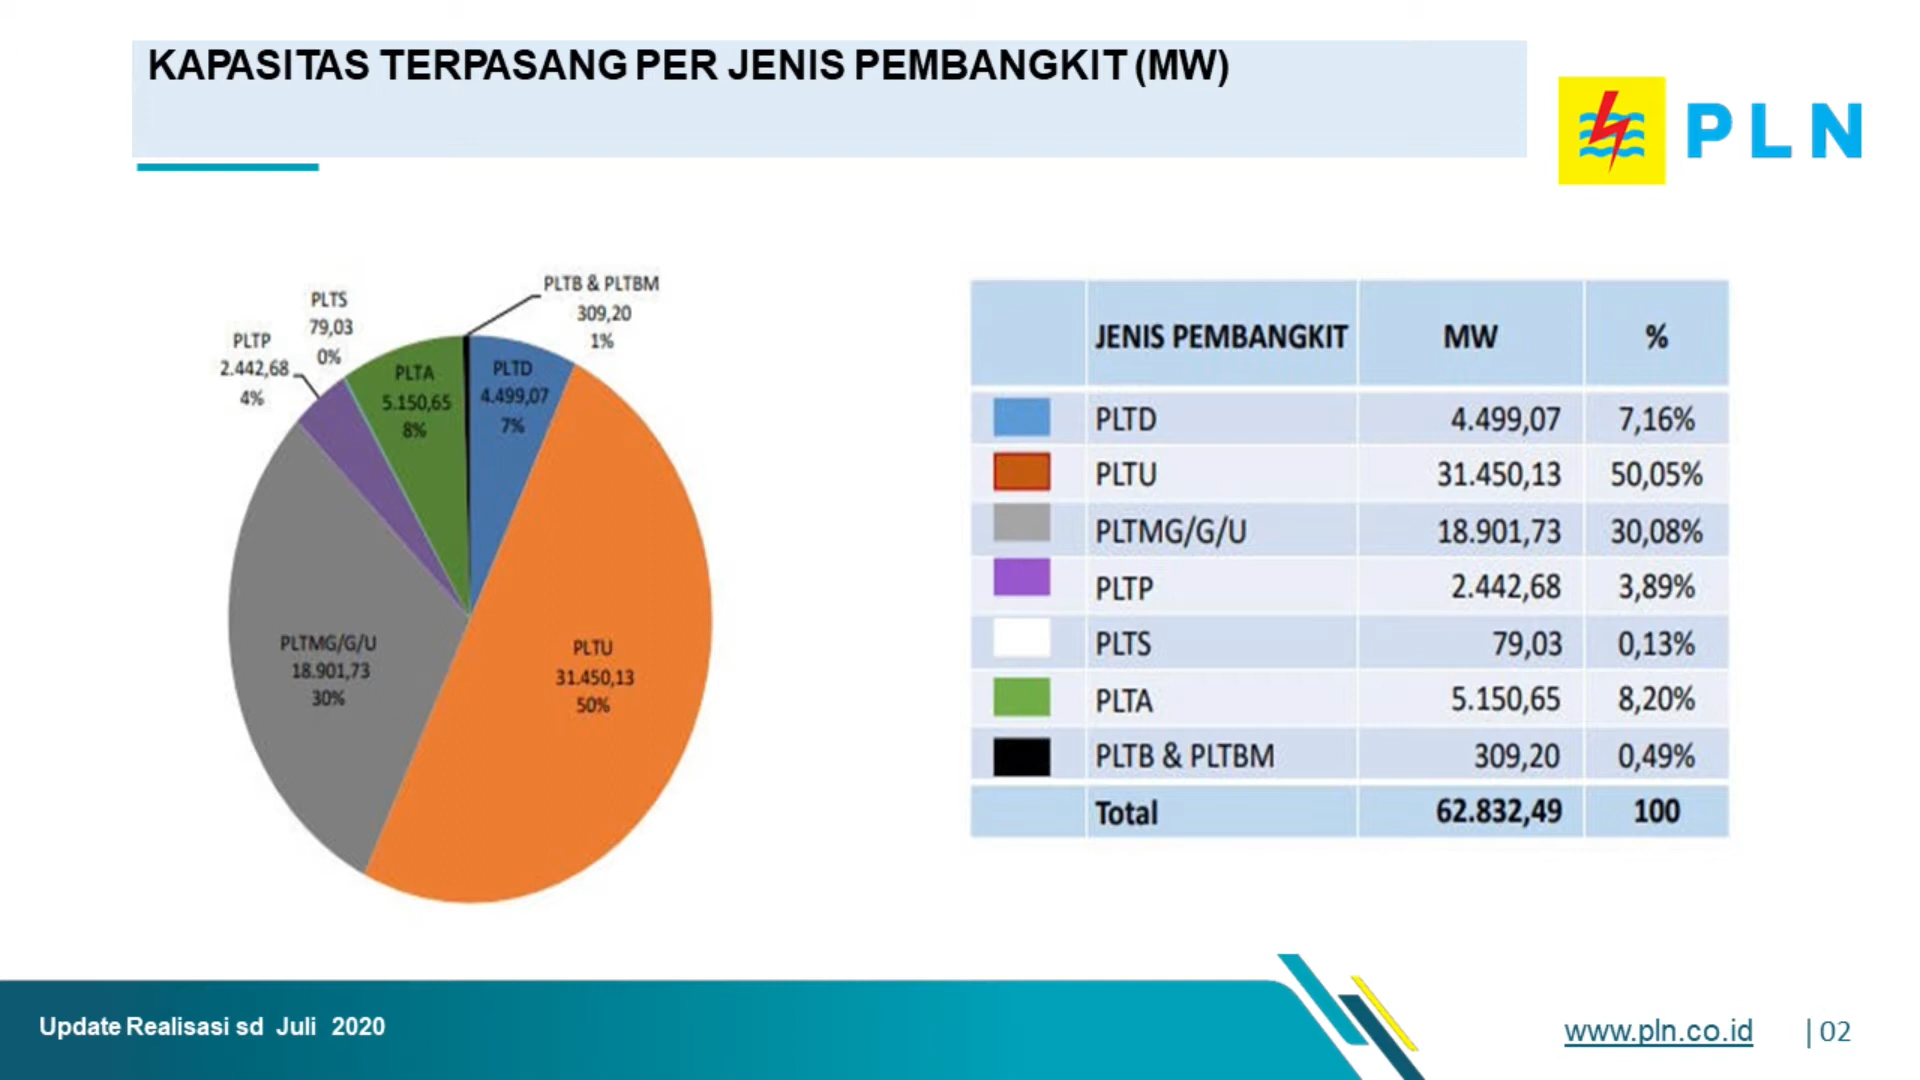 KAPASITAS TERPASANG PER JENIS PEMBANGKIT (MW)
PLN
PLTB & PLTBM
309,20
1%
PLTS
79,03
0%
PLTP
2.442,68
4%
PLTA
5.150,65
8%
PLTD
4.499,07
7%
PLTMG/G/U
18.901,73
30%
PLTU
31.450,13
50%
JENIS PEMBANGKIT MW %
PLTD 4.499,07 7,16%
PLTU 31.450,13 50,05%
PLTMG/G/U 18.901,73 30,08%
PLTP 2.442,68 3,89%
PLTS 79,03 0,13%
PLTA 5.150,65 8,20%
PLTB & PLTBM 309,20 0,49%
Total 62.832,49 100
Update Realisasi sd Juli 2020
www.pln.co.id | 02